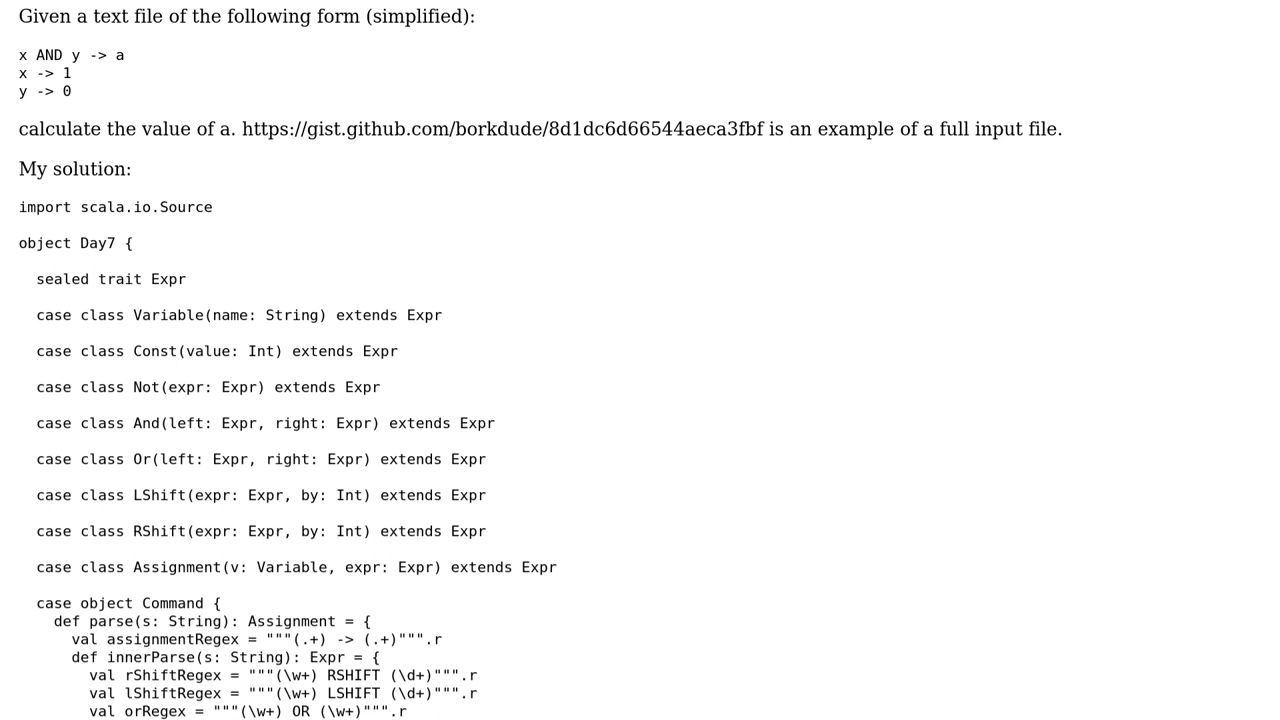 Given a text file of the following form (simplified):
x AND y -> a
x -> 1
y -> 0
calculate the value of a. https://gist.github.com/borkdude/8d1dc6d66544aeca3fbf is an example of a full input file.
My solution:
import scala.io.Source
object Day7 {
  sealed trait Expr
  case class Variable(name: String) extends Expr
  case class Const(value: Int) extends Expr
  case class Not(expr: Expr) extends Expr
  case class And(left: Expr, right: Expr) extends Expr
  case class Or(left: Expr, right: Expr) extends Expr
  case class LShift(expr: Expr, by: Int) extends Expr
  case class RShift(expr: Expr, by: Int) extends Expr
  case class Assignment(v: Variable, expr: Expr) extends Expr
  case object Command {
    def parse(s: String): Assignment = {
      val assignmentRegex = """(.+) -> (.+)""".r
      def innerParse(s: String): Expr = {
        val rShiftRegex = """(\w+) RSHIFT (\d+)""".r
        val lShiftRegex = """(\w+) LSHIFT (\d+)""".r
        val orRegex = """(\w+) OR (\w+)""".r